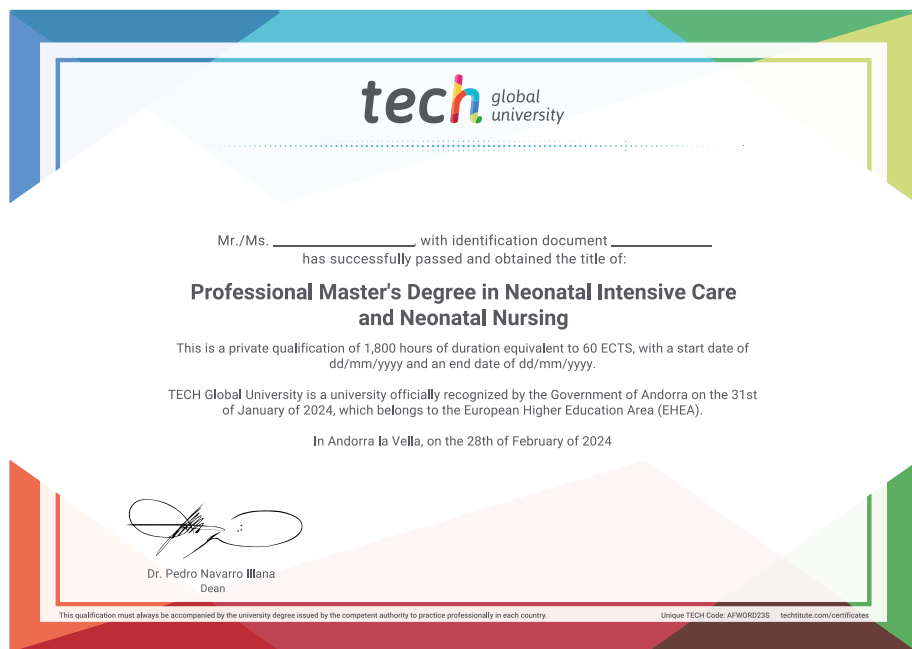 tech global university
Mr./Ms. ____________________, with identification document ______________
has successfully passed and obtained the title of:
Professional Master's Degree in Neonatal Intensive Care
and Neonatal Nursing
This is a private qualification of 1,800 hours of duration equivalent to 60 ECTS, with a start date of
dd/mm/yyyy and an end date of dd/mm/yyyy.
TECH Global University is a university officially recognized by the Government of Andorra on the 31st
of January of 2024, which belongs to the European Higher Education Area (EHEA).
In Andorra la Vella, on the 28th of February of 2024
Dr. Pedro Navarro Illana
Dean
This qualification must always be accompanied by the university degree issued by the competent authority to practice professionally in each country.
Unique TECH Code: AFWORD23S techtitute.com/certificates